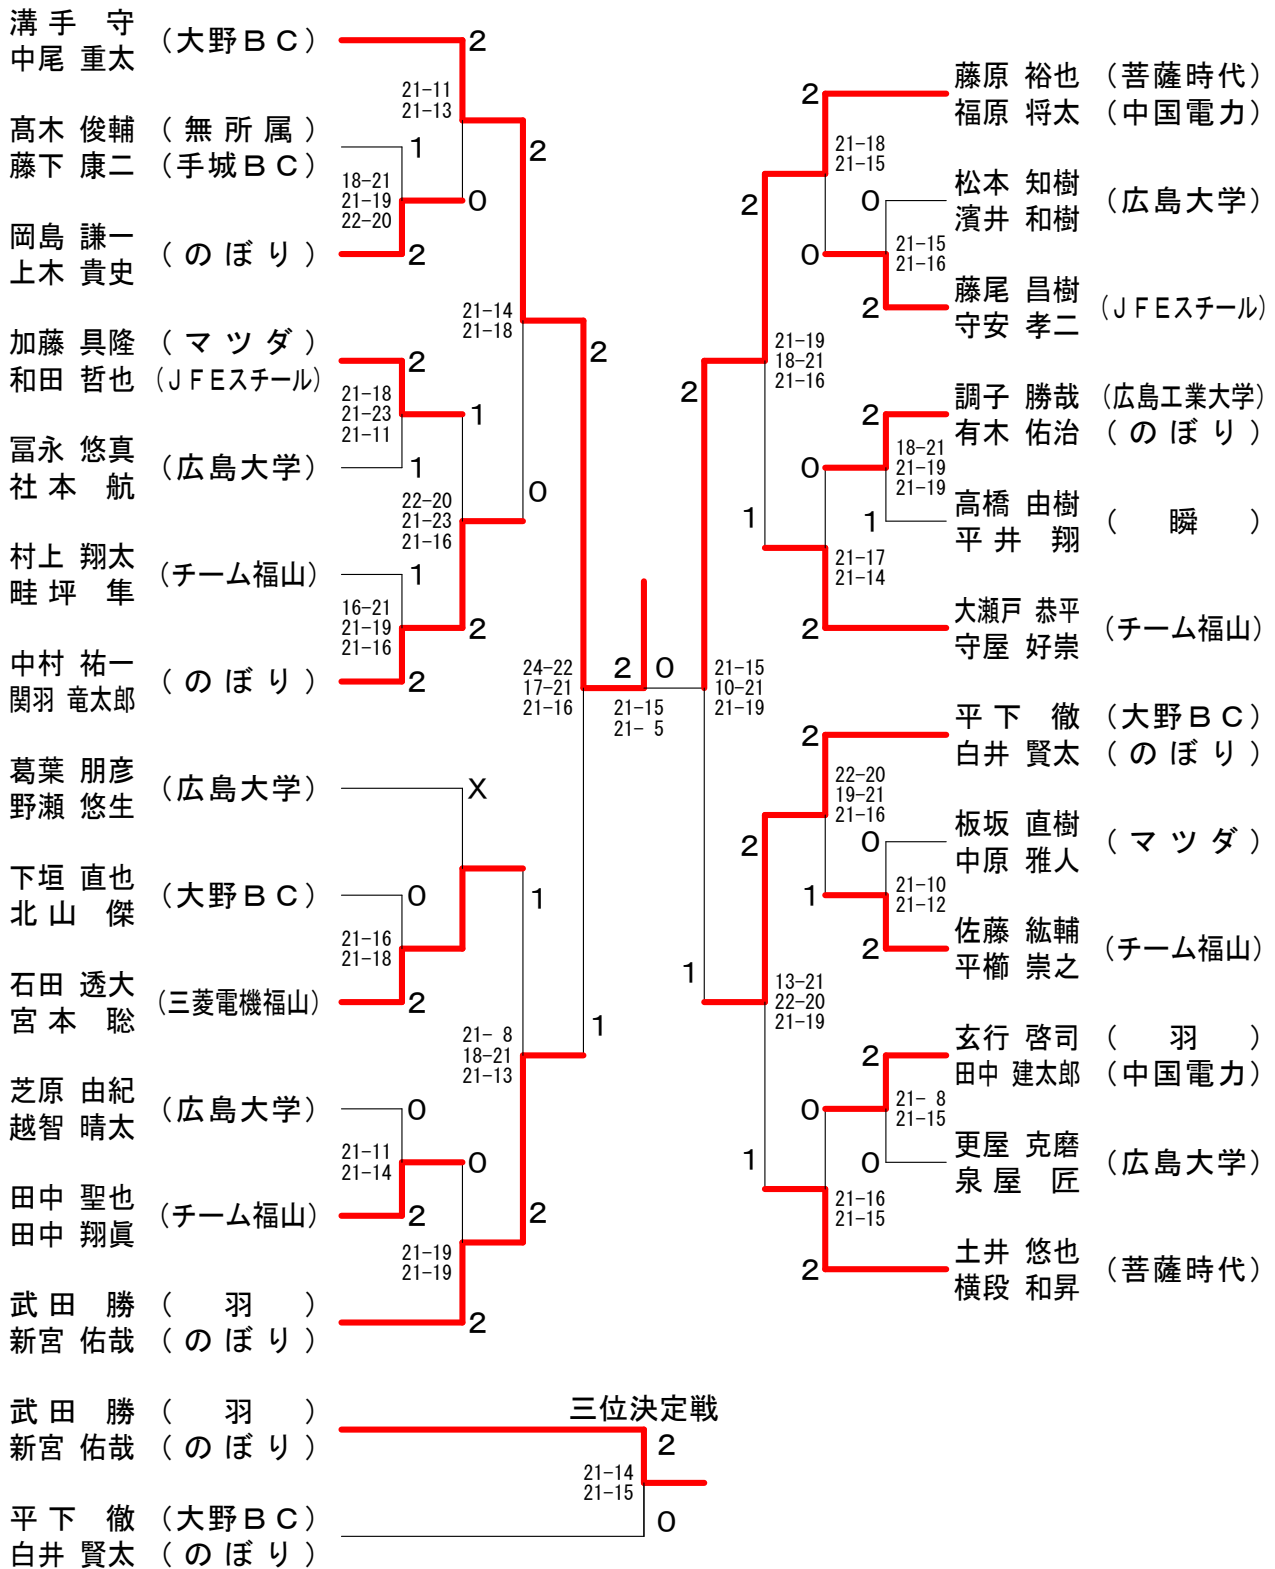 溝手 守 (大野ＢＣ)
中尾 重太
2
21-11
21-13
髙木 俊輔 (無所属)
藤下 康二 (手城ＢＣ)
1
2
18-21
21-19
22-20
0
岡島 謙一 (のぼり)
上木 貴史
2
21-14
21-18
加藤 具隆 (マツダ)
和田 哲也 (ＪＦＥスチール)
2
2
21-18
21-23
21-11
1
冨永 悠真 (広島大学)
社本 航
1
22-20
21-23
21-16
0
村上 翔太 (チーム福山)
畦坪 隼
1
16-21
21-19
21-16
2
中村 祐一 (のぼり)
関羽 竜太郎
2
24-22
17-21
21-16
葛葉 朋彦 (広島大学)
野瀬 悠生
X
下垣 直也 (大野ＢＣ)
北山 傑
0
1
21-16
21-18
石田 透大 (三菱電機福山)
宮本 聡
2
21- 8
18-21
21-13
1
芝原 由紀 (広島大学)
越智 晴太
0
21-11
21-14
0
田中 聖也 (チーム福山)
田中 翔眞
2
2
21-19
21-19
武田 勝 (羽)
新宮 佑哉 (のぼり)
2
2 0
21-15
21- 5
藤原 裕也 (菩薩時代)
福原 将太 (中国電力)
2
21-18
21-15
松本 知樹 (広島大学)
濱井 和樹
0
2
21-15
21-16
0
藤尾 昌樹 (ＪＦＥスチール)
守安 孝二
2
21-19
18-21
21-16
2
調子 勝哉 (広島工業大学)
有木 佑治 (のぼり)
2
18-21
21-19
21-19
0
高橋 由樹 (瞬)
平井 翔
1
1
21-17
21-14
大瀬戸 恭平 (チーム福山)
守屋 好崇
2
21-15
10-21
21-19
平下 徹 (大野ＢＣ)
白井 賢太 (のぼり)
2
22-20
19-21
21-16
板坂 直樹 (マツダ)
中原 雅人
0
2
21-10
21-12
1
佐藤 紘輔 (チーム福山)
平櫛 崇之
2
1
13-21
22-20
21-19
玄行 啓司 (羽)
田中 建太郎 (中国電力)
2
21- 8
21-15
0
更屋 克磨 (広島大学)
泉屋 匠
0
1
21-16
21-15
土井 悠也 (菩薩時代)
横段 和昇
2
三位決定戦
武田 勝 (羽)
新宮 佑哉 (のぼり)
2
21-14
21-15
平下 徹 (大野ＢＣ)
白井 賢太 (のぼり)
0